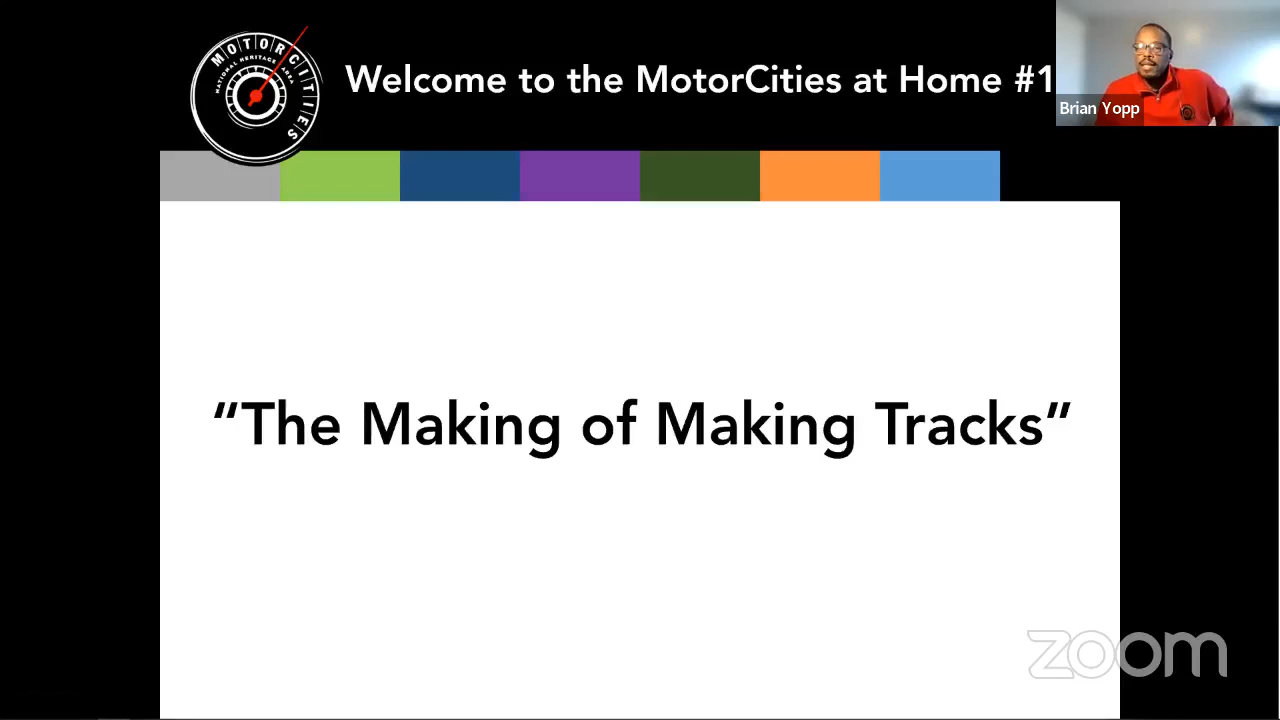 MOTORCITIES
NATIONAL HERITAGE AREA
Welcome to the MotorCities at Home #1
Brian Yopp
“The Making of Making Tracks”
zoom